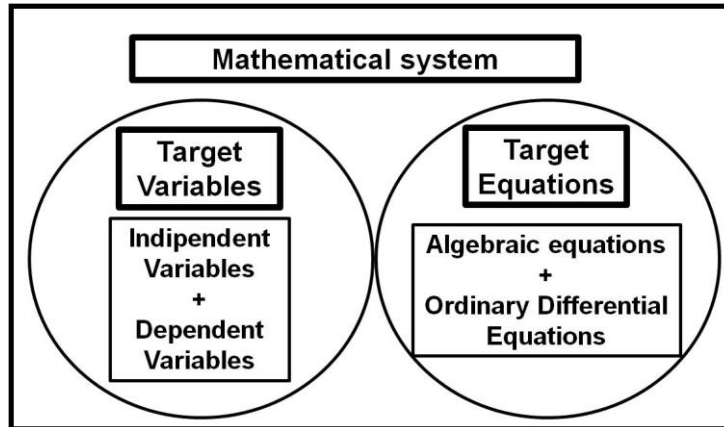 Mathematical system
Target
Variables
Indipendent
Variables
+
Dependent
Variables
Target
Equations
Algebraic equations
+
Ordinary Differential
Equations